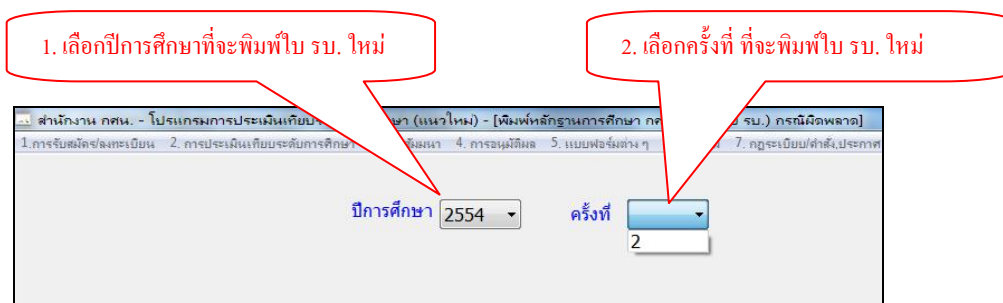 1. เลือกปีการศึกษาที่จะพิมพ์ใบ รบ. ใหม่
2. เลือกครั้งที่ ที่จะพิมพ์ใบ รบ. ใหม่
สำนักงาน กศน. - โปรแกรมการประเมินเทียบ ษา (แนวใหม่) - [พิมพ์หลักฐานการศึกษา กศ รบ.) กรณีผิดพลาด]
1.การรับสมัคร/ลงทะเบียน 2. การประเมินเทียบระดับการศึกษา สัมมนา 4. การอนุมัติผล 5. แบบฟอร์มต่าง ๆ 7. กฎระเบียบ/คำสั่ง,ประกาศ
ปีการศึกษา 2554 ครั้งที่
2